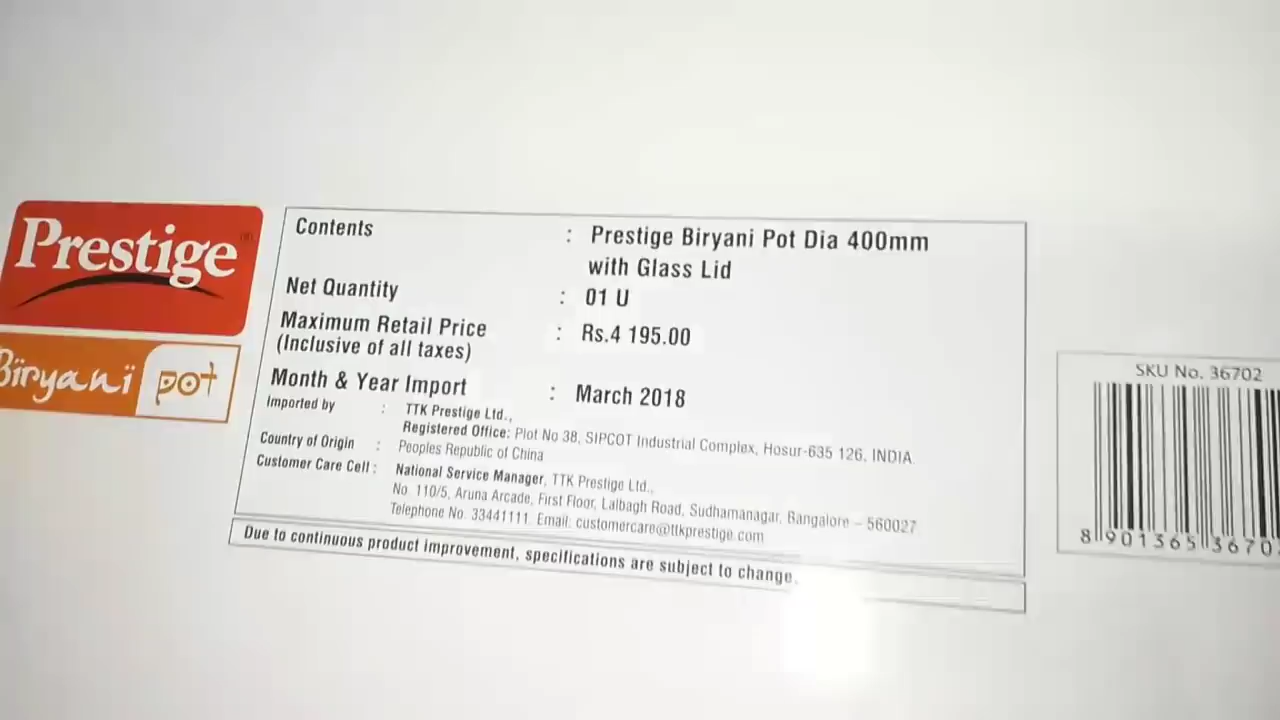 Prestige
Biryani pot
Contents : Prestige Biryani Pot Dia 400mm
with Glass Lid
Net Quantity : 01 U
Maximum Retail Price : Rs.4 195.00
(Inclusive of all taxes)
Month & Year Import : March 2018
Imported by : TTK Prestige Ltd.,
Registered Office: Plot No 38, SIPCOT Industrial Complex, Hosur-635 126, INDIA.
Country of Origin : Peoples Republic of China
Customer Care Cell : National Service Manager, TTK Prestige Ltd.,
No. 110/5, Aruna Arcade, First Floor, Lalbagh Road, Sudhamanagar, Bangalore – 560027
Telephone No. 33441111 Email: customercare@ttkprestige.com
Due to continuous product improvement, specifications are subject to change.
SKU No. 36702
8 901365 36702